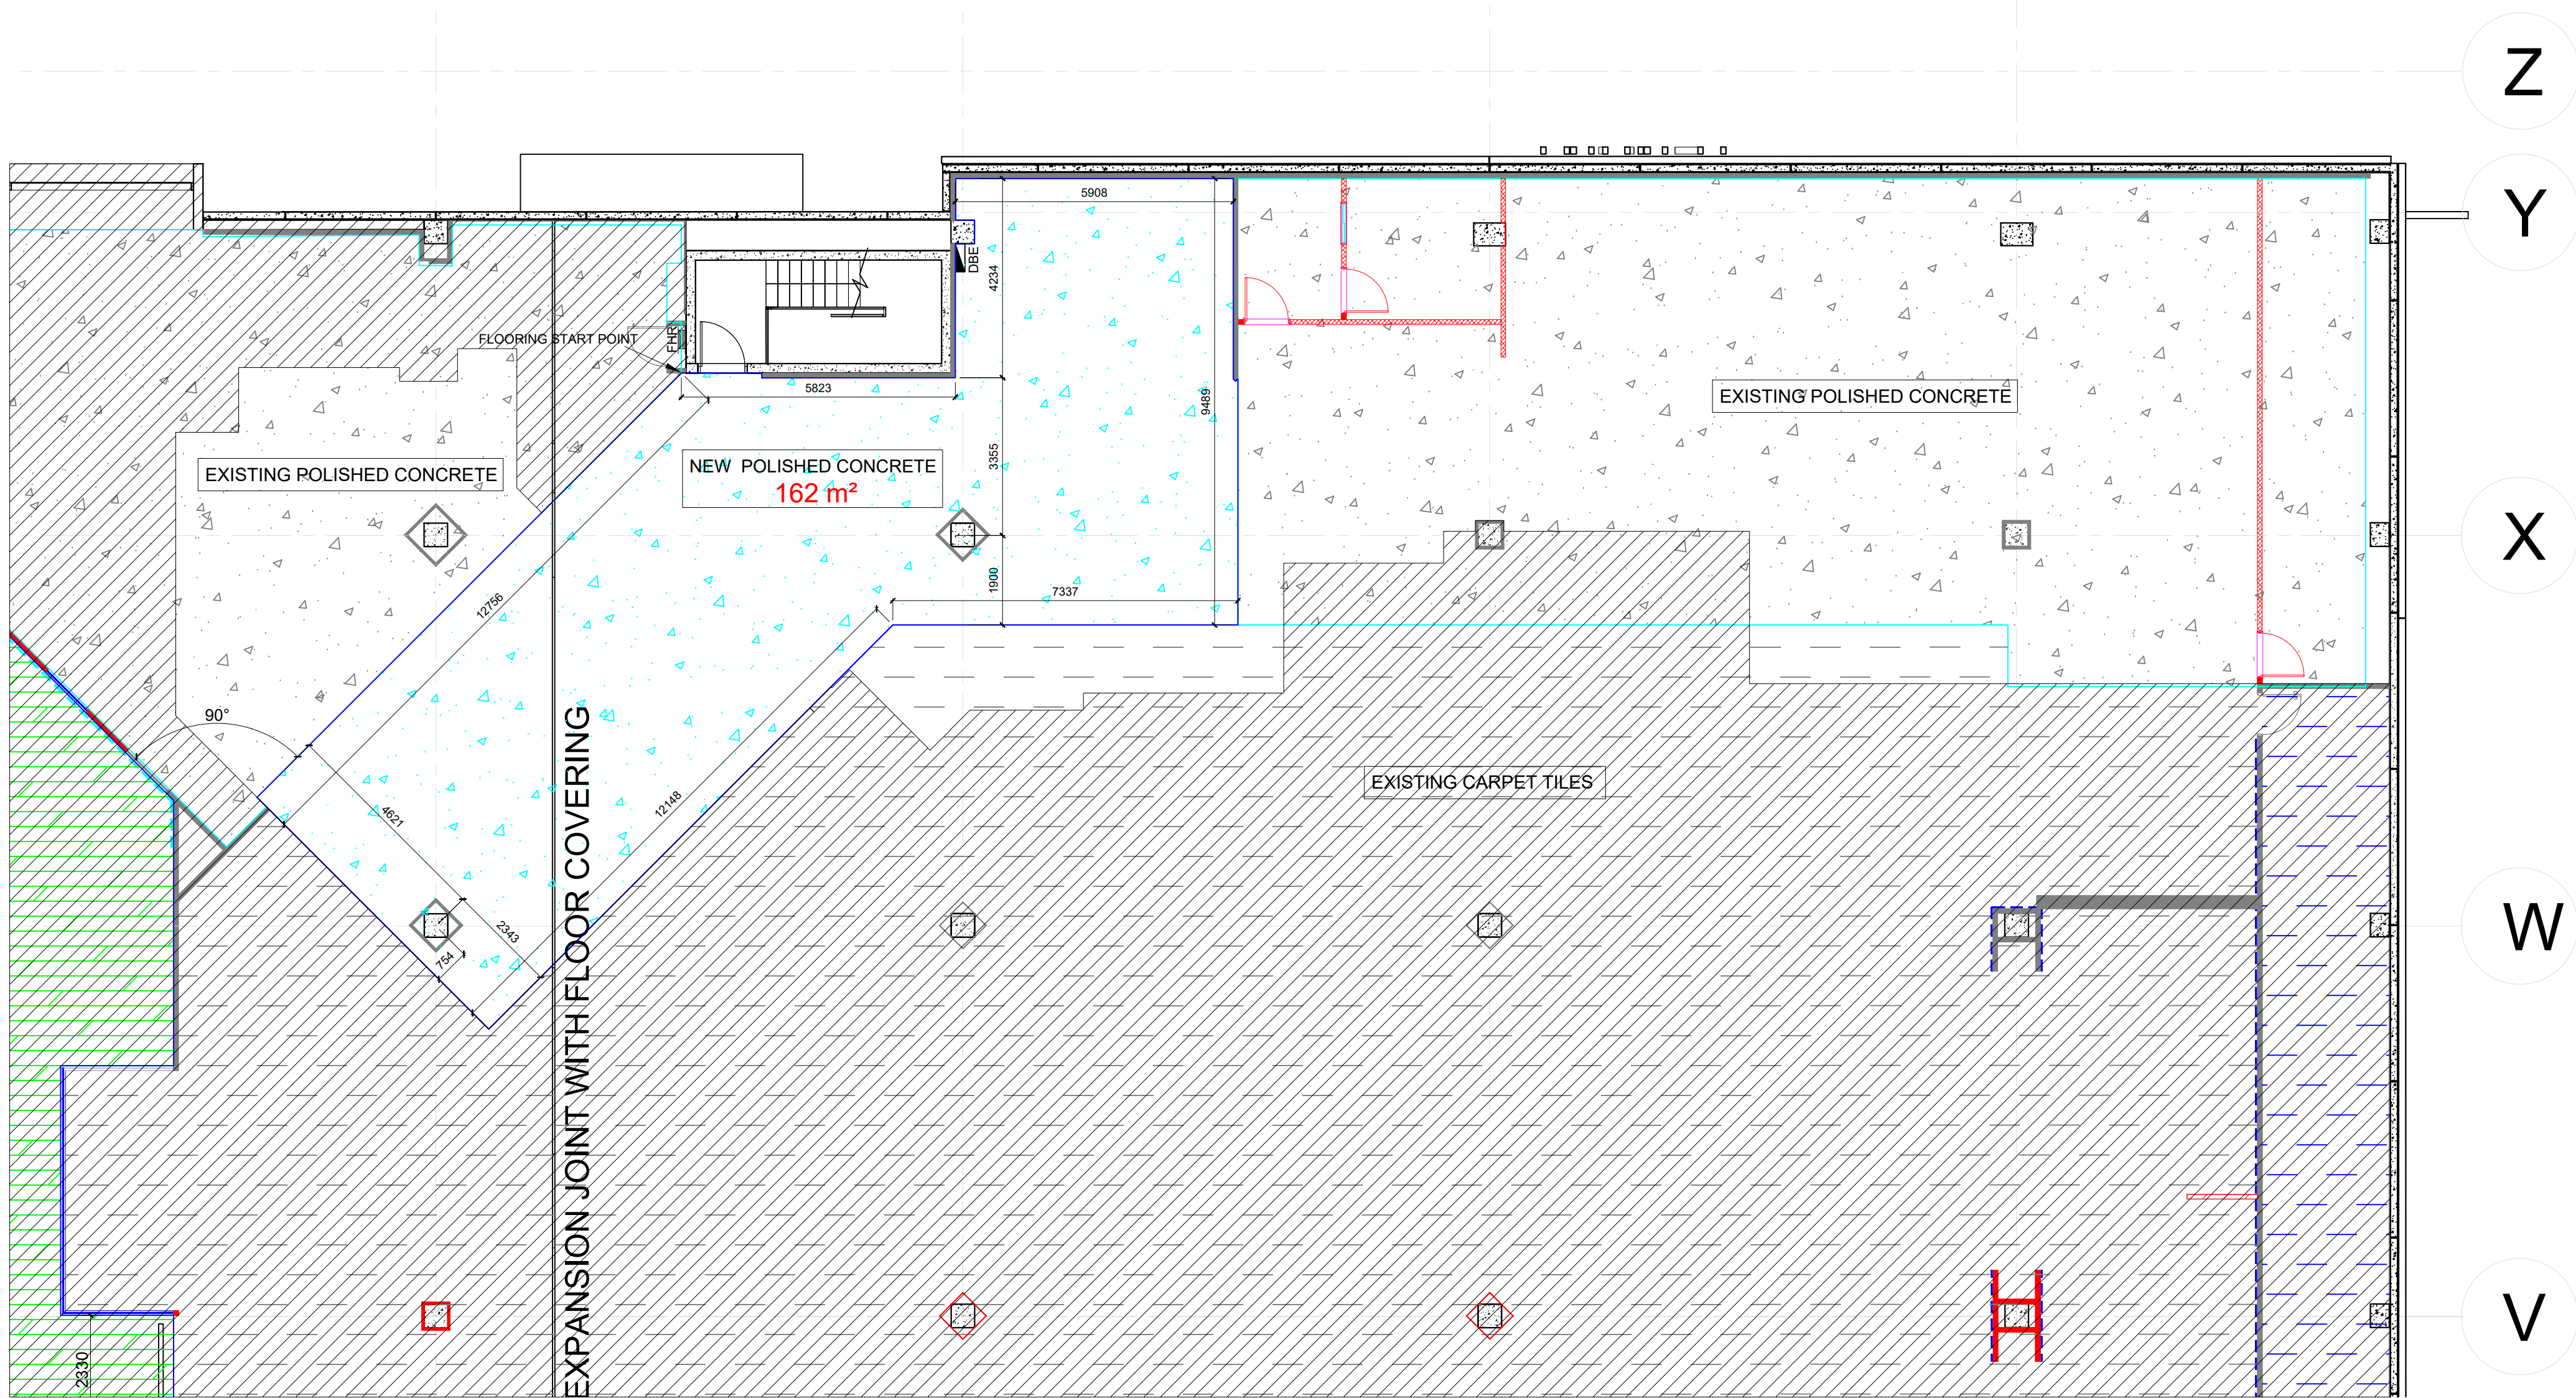 Z
Y
5908
DBE
4234
FLOORING START POINT
FHR
5823
9489
EXISTING POLISHED CONCRETE
3355
NEW POLISHED CONCRETE
162 m²
EXISTING POLISHED CONCRETE
X
1900
7337
12756
90°
EXISTING CARPET TILES
4621
12148
EXPANSION JOINT WITH FLOOR COVERING
2343
754
W
V
2330